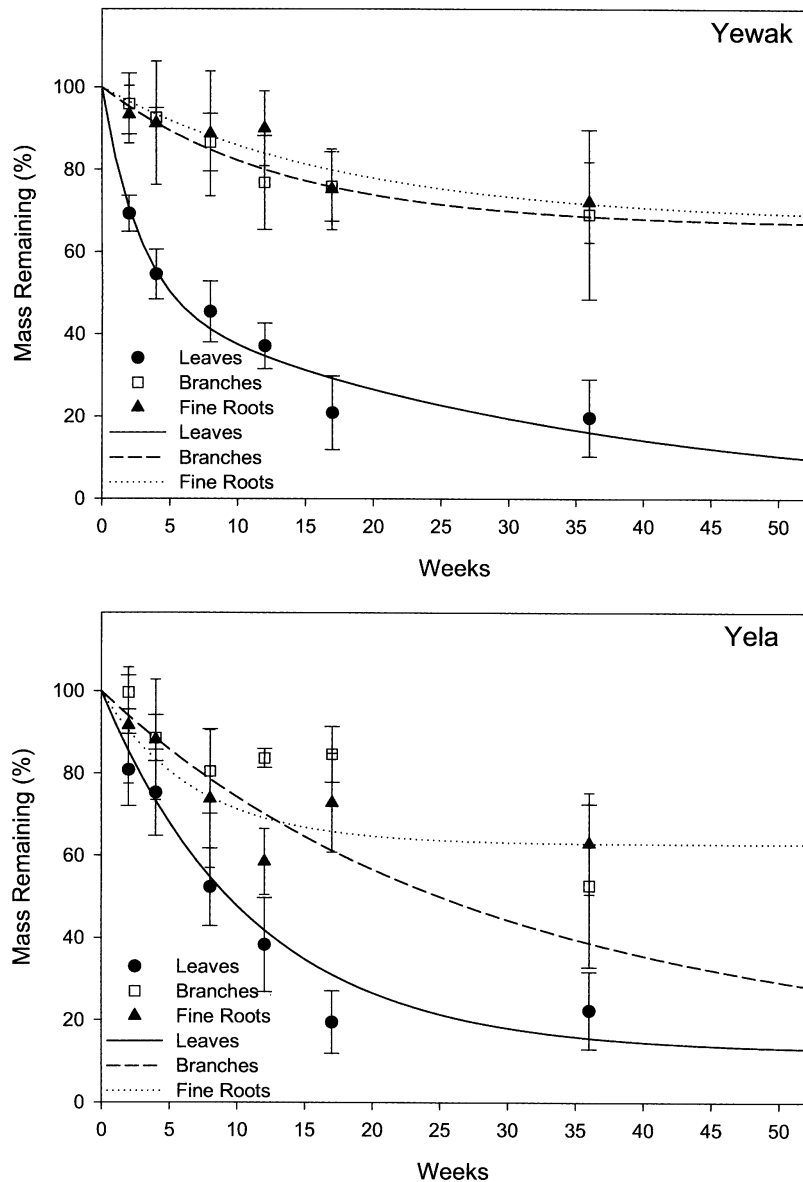 Yewak
Mass Remaining (%)
100
80
60
40
20
0
Leaves
Branches
Fine Roots
Leaves
Branches
Fine Roots
0 5 10 15 20 25 30 35 40 45 50
Weeks
Yela
Mass Remaining (%)
100
80
60
40
20
0
Leaves
Branches
Fine Roots
Leaves
Branches
Fine Roots
0 5 10 15 20 25 30 35 40 45 50
Weeks